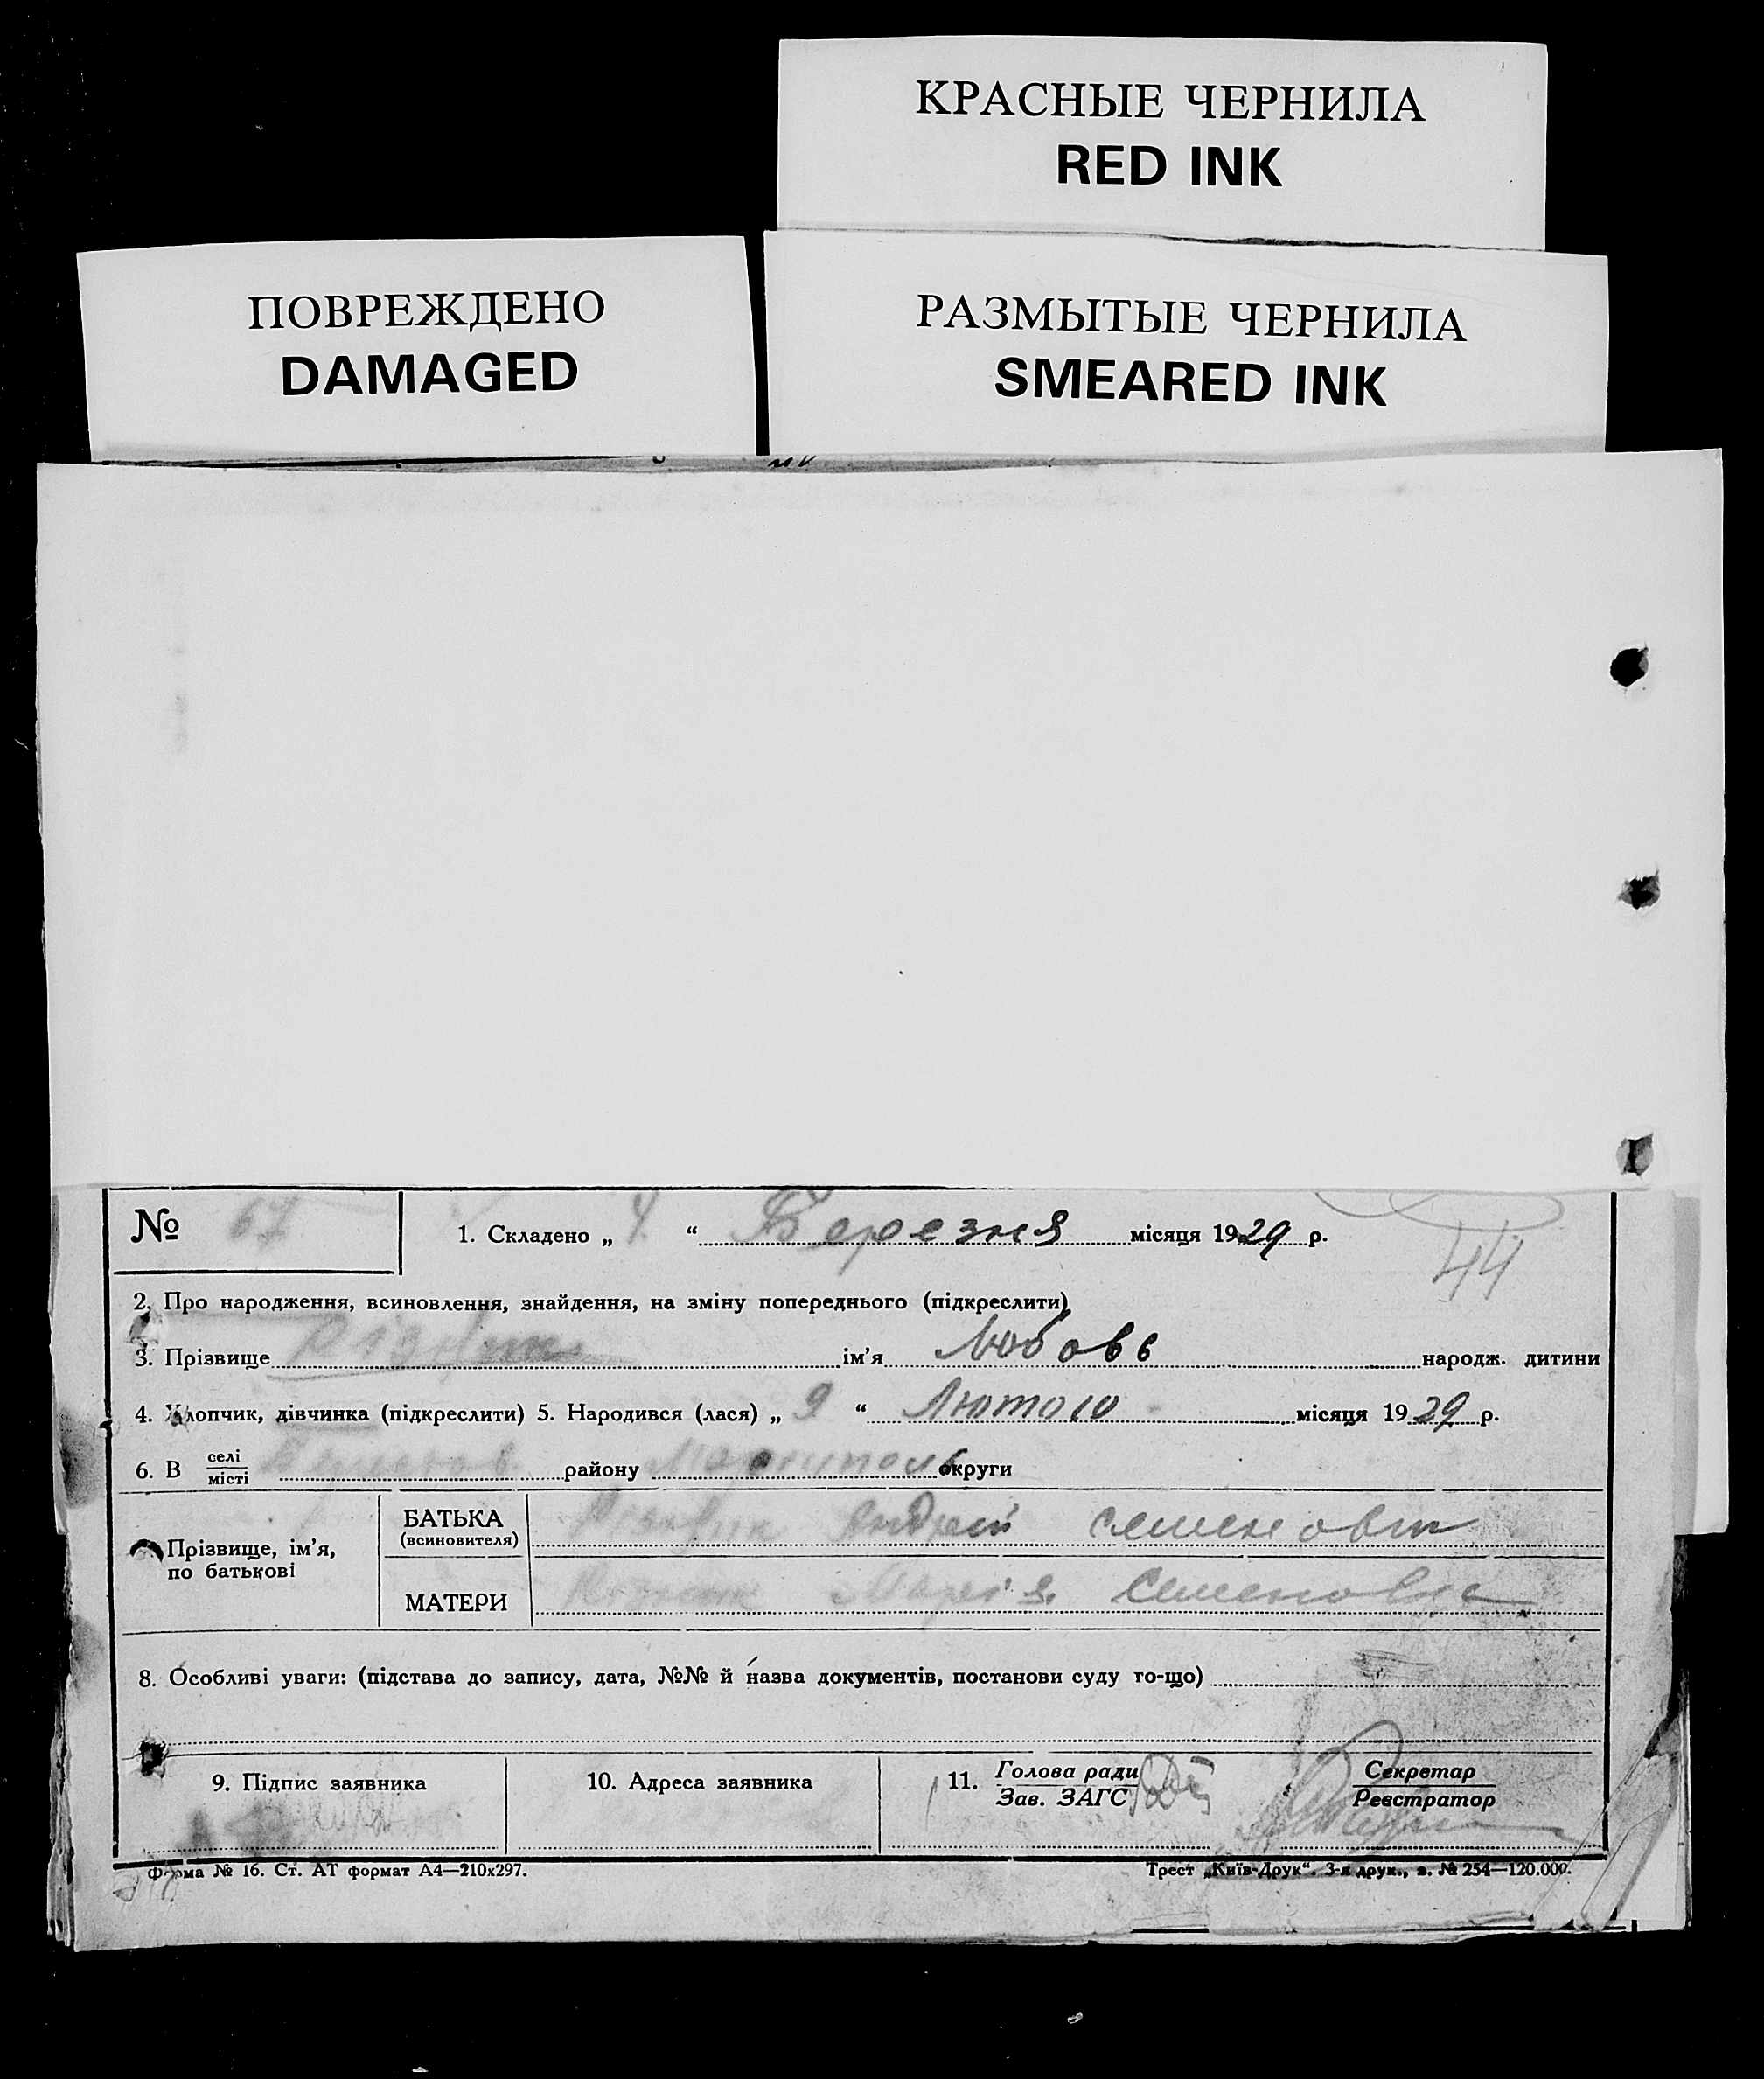 КРАСНЫЕ ЧЕРНИЛА
RED INK
ПОВРЕЖДЕНО
DAMAGED
РАЗМЫТЫЕ ЧЕРНИЛА
SMEARED INK
№ 67 1. Складено „ 4 “ Березня місяця 1929 р.
44
2. Про народження, всиновлення, знайдення, на зміну попереднього (підкреслити)
3. Прізвище ім’я Любовь народж. дитини
4. Хлопчик, дівчинка (підкреслити) 5. Народився (лася) „ 9 “ Лютого місяця 1929 р.
6. В селі
місті району округи
БАТЬКА
(всиновителя) Андрей Семенович
Прізвище, ім’я,
по батькові
МАТЕРИ Марія Семеновна
8. Особливі уваги: (підстава до запису, дата, №№ й назва документів, постанови суду то-що)
9. Підпис заявника 10. Адреса заявника 11. Голова ради Секретар
Зав. ЗАГС Реєстратор
Форма № 16. Ст. АТ формат А4—210х297. Трест „Київ-Друк“. 3-я друк., з. № 254—120.000.